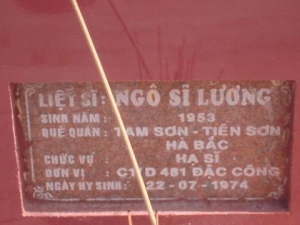 LIỆT SĨ: NGÔ SĨ LƯƠNG
SINH NĂM : 1953
QUÊ QUÁN : TAM SƠN - TIÊN SƠN
HÀ BẮC
CHỨC VỤ : HẠ SĨ
ĐƠN VỊ : D 481 ĐẶC CÔNG
NGÀY HY SINH: 22-07-1974